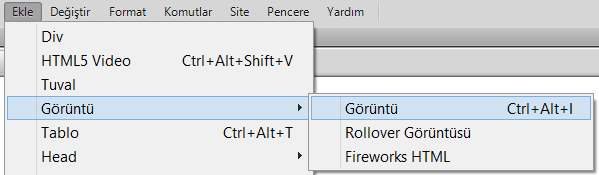 Ekle Değiştir Format Komutlar Site Pencere Yardım
Div
HTML5 Video Ctrl+Alt+Shift+V
Tuval
Görüntü
Tablo Ctrl+Alt+T
Head
Görüntü Ctrl+Alt+I
Rollover Görüntüsü
Fireworks HTML